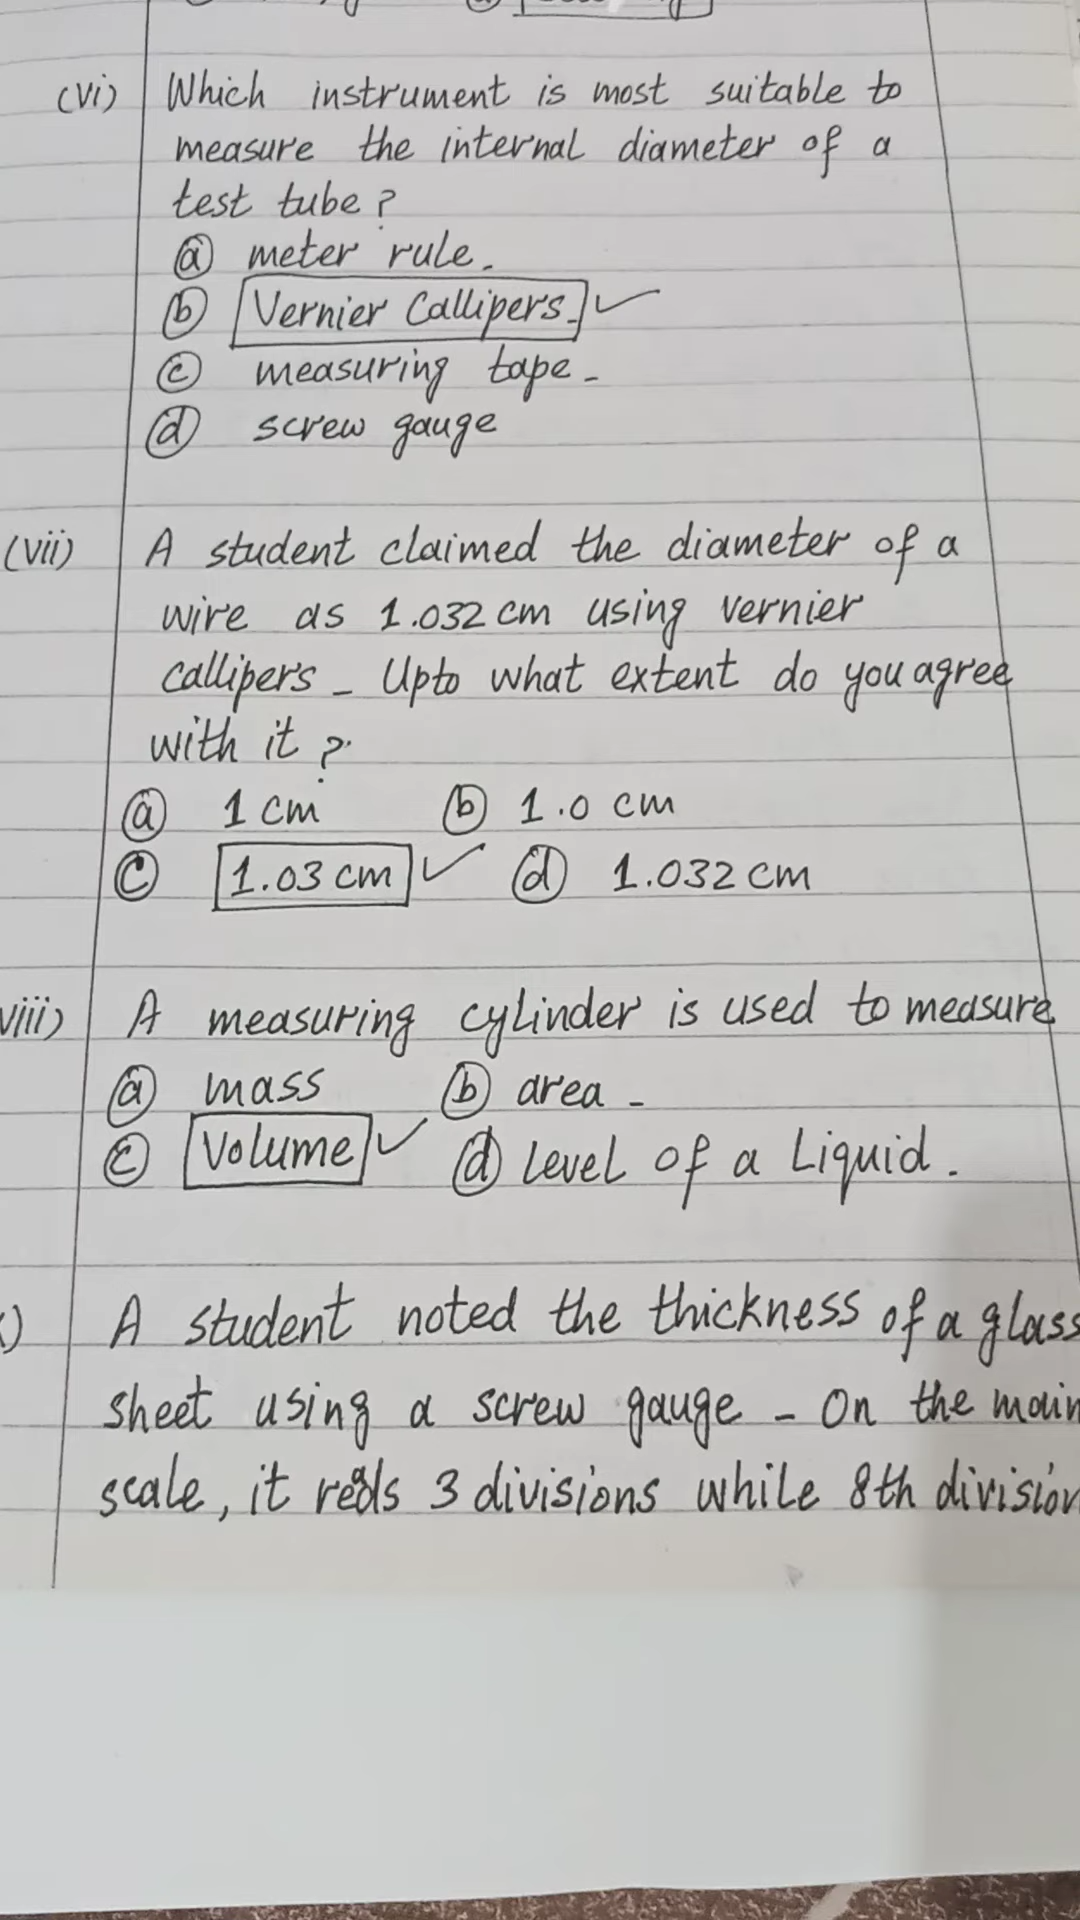 (vi) Which instrument is most suitable to
measure the internal diameter of a
test tube?
(a) meter rule.
(b) Vernier Callipers. ✓
(c) measuring tape.
(d) screw gauge
(vii) A student claimed the diameter of a
wire as 1.032 cm using vernier
callipers. Upto what extent do you agree
with it?
(a) 1 cm (b) 1.0 cm
(c) 1.03 cm ✓ (d) 1.032 cm
viii) A measuring cylinder is used to measure
(a) mass (b) area -
(c) Volume ✓ (d) level of a Liquid.
A student noted the thickness of a glass
sheet using a screw gauge - On the main
scale, it reads 3 divisions while 8th division